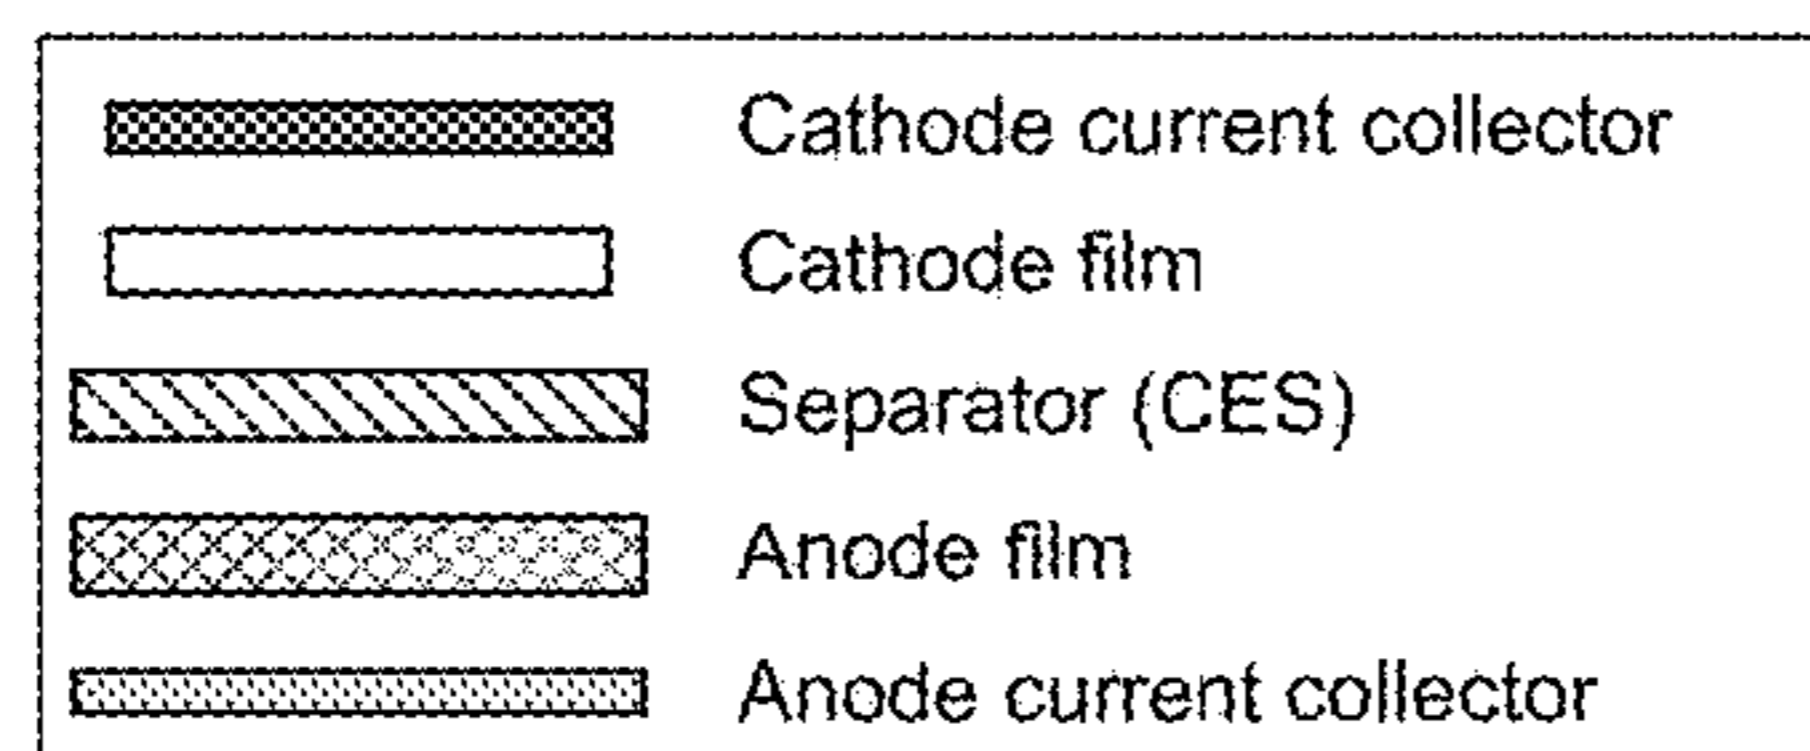 Cathode current collector
Cathode film
Separator (CES)
Anode film
Anode current collector